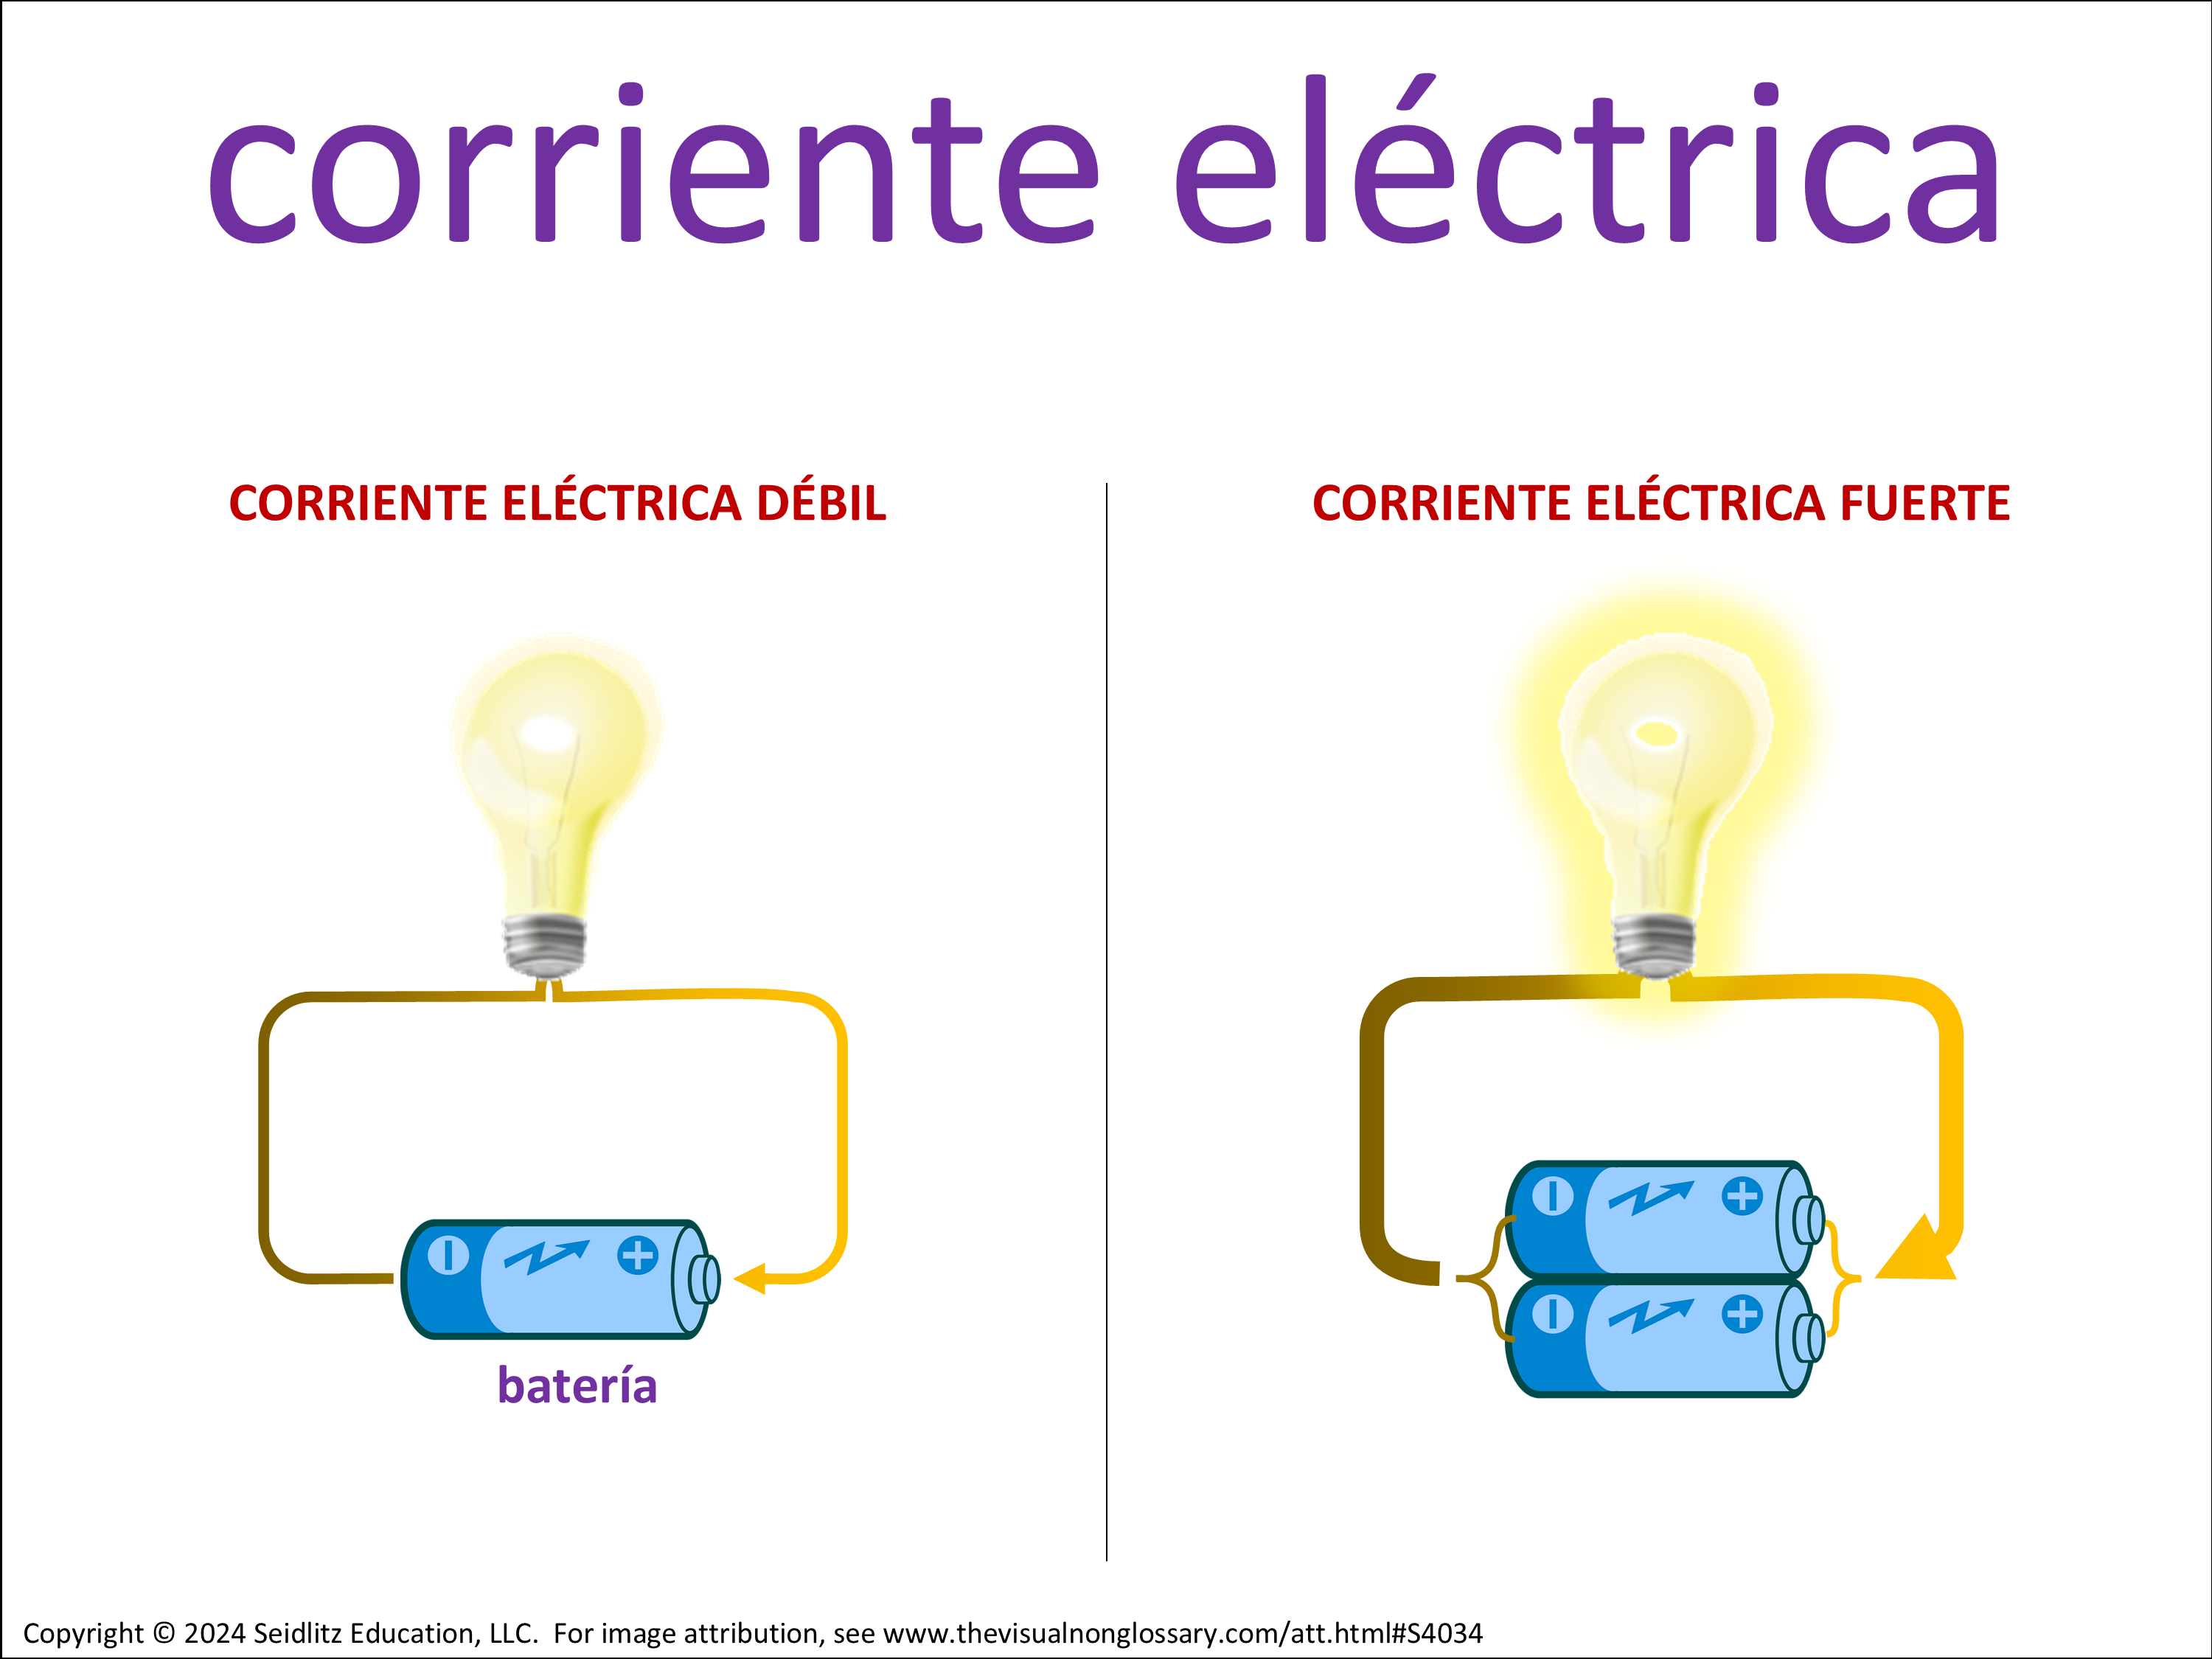 corriente eléctrica
CORRIENTE ELÉCTRICA DÉBIL
CORRIENTE ELÉCTRICA FUERTE
batería
Copyright © 2024 Seidlitz Education, LLC.  For image attribution, see www.thevisualnonglossary.com/att.html#S4034